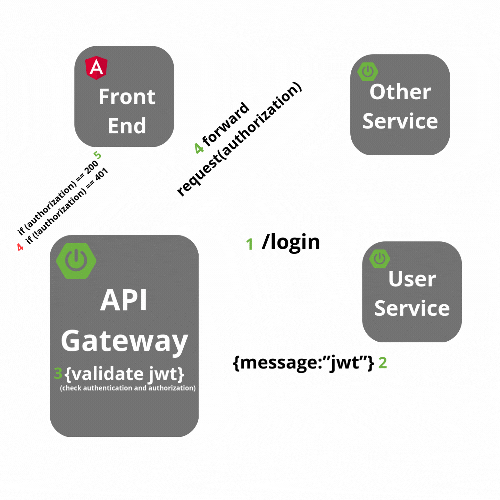 A
Front
End
Other
Service
4 forward
request(authorization)
if (authorization) == 200 5
4 if (!authorization) == 401
1 /login
API
Gateway
3 {validate jwt}
(check authentication and authorization)
User
Service
{message:"jwt"} 2